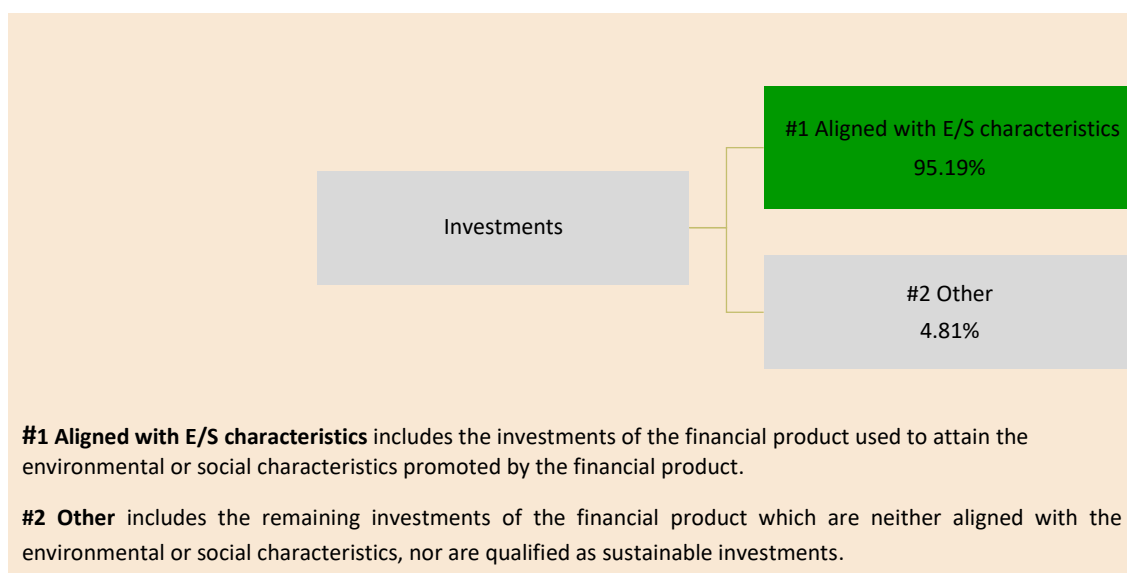 #1 Aligned with E/S characteristics
95.19%
Investments
#2 Other
4.81%
#1 Aligned with E/S characteristics includes the investments of the financial product used to attain the
environmental or social characteristics promoted by the financial product.
#2 Other includes the remaining investments of the financial product which are neither aligned with the
environmental or social characteristics, nor are qualified as sustainable investments.